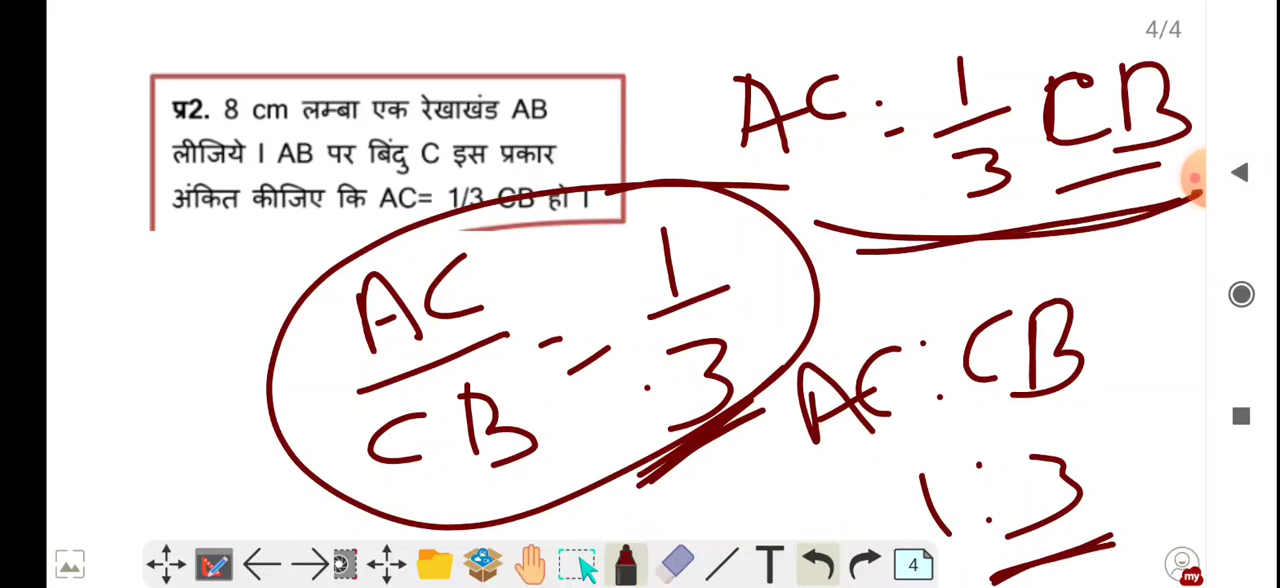 4/4
प्र2. 8 cm लम्बा एक रेखाखंड AB
लीजिये । AB पर बिंदु C इस प्रकार
अंकित कीजिए कि AC= 1/3 CB हो ।
AC = 1/3 CB
AC/CB = 1/3
AC : CB
1 : 3
T
4
my